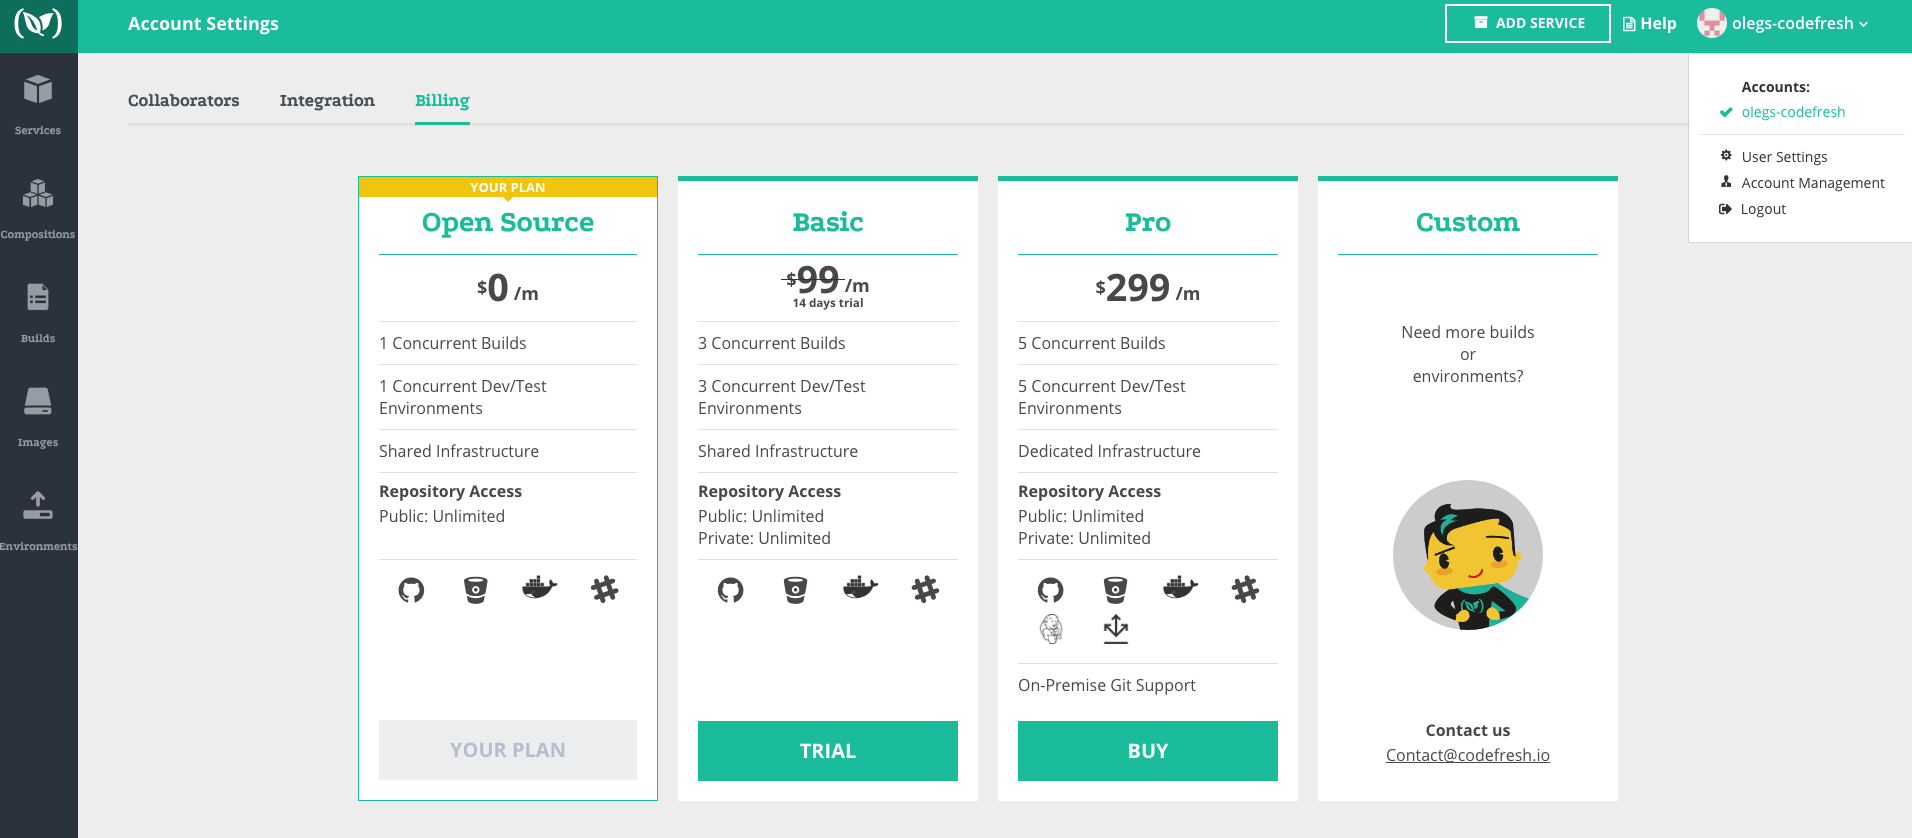 Account Settings
ADD SERVICE
Help
olegs-codefresh
Accounts:
olegs-codefresh
User Settings
Account Management
Logout
Services
Compositions
Builds
Images
Environments
Collaborators
Integration
Billing
YOUR PLAN
Open Source
$0 /m
1 Concurrent Builds
1 Concurrent Dev/Test
Environments
Shared Infrastructure
Repository Access
Public: Unlimited
YOUR PLAN
Basic
$99 /m
14 days trial
3 Concurrent Builds
3 Concurrent Dev/Test
Environments
Shared Infrastructure
Repository Access
Public: Unlimited
Private: Unlimited
TRIAL
Pro
$299 /m
5 Concurrent Builds
5 Concurrent Dev/Test
Environments
Dedicated Infrastructure
Repository Access
Public: Unlimited
Private: Unlimited
On-Premise Git Support
BUY
Custom
Need more builds
or
environments?
Contact us
Contact@codefresh.io